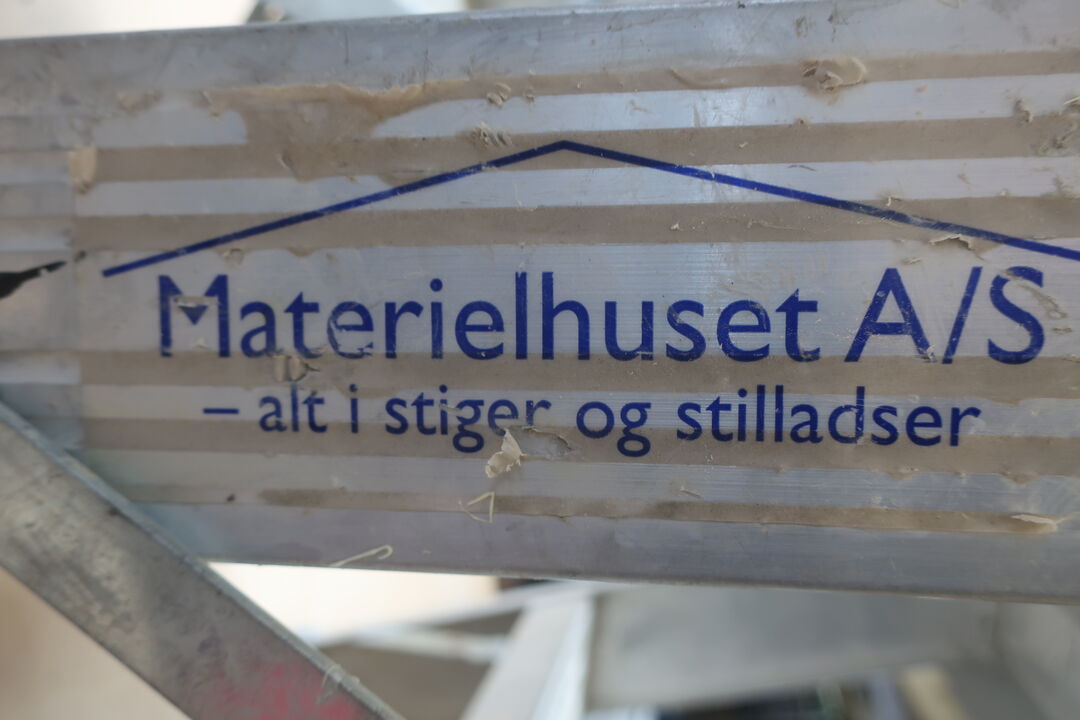 Materielhuset A/S
– alt i stiger og stilladser